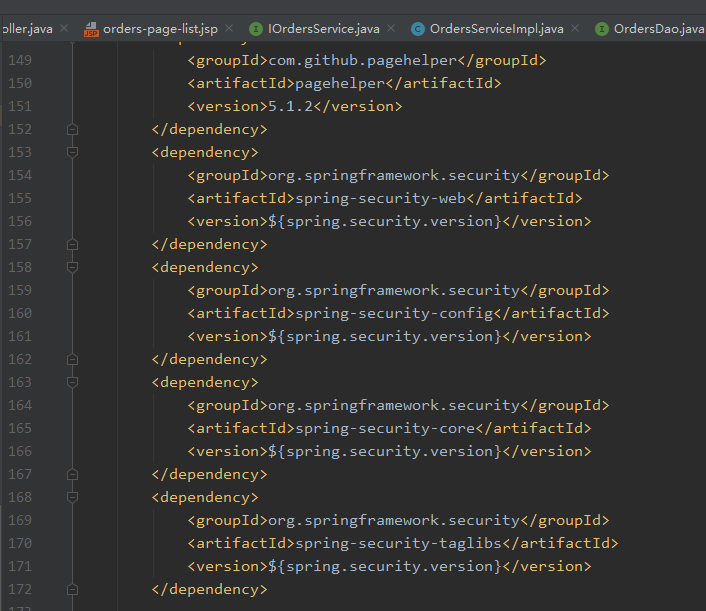 oller.java orders-page-list.jsp IOrdersService.java OrdersServiceImpl.java OrdersDao.java
149 <groupId>com.github.pagehelper</groupId>
150 <artifactId>pagehelper</artifactId>
151 <version>5.1.2</version>
152 </dependency>
153 <dependency>
154 <groupId>org.springframework.security</groupId>
155 <artifactId>spring-security-web</artifactId>
156 <version>${spring.security.version}</version>
157 </dependency>
158 <dependency>
159 <groupId>org.springframework.security</groupId>
160 <artifactId>spring-security-config</artifactId>
161 <version>${spring.security.version}</version>
162 </dependency>
163 <dependency>
164 <groupId>org.springframework.security</groupId>
165 <artifactId>spring-security-core</artifactId>
166 <version>${spring.security.version}</version>
167 </dependency>
168 <dependency>
169 <groupId>org.springframework.security</groupId>
170 <artifactId>spring-security-taglibs</artifactId>
171 <version>${spring.security.version}</version>
172 </dependency>